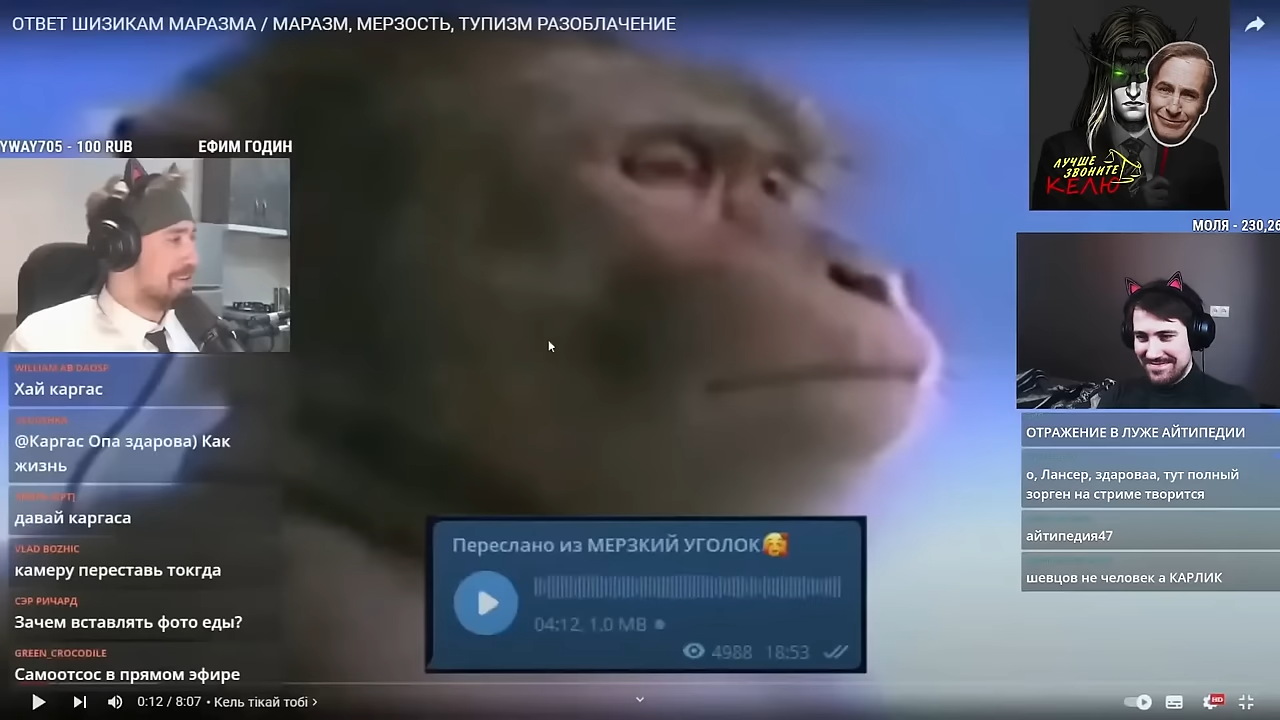 ОТВЕТ ШИЗИКАМ МАРАЗМА / МАРАЗМ, МЕРЗОСТЬ, ТУПИЗМ РАЗОБЛАЧЕНИЕ
YWAY705 - 100 RUB
ЕФИМ ГОДИН
ЛУЧШЕ
ЗВОНИТЕ
КЕЛЮ
МОЛЯ - 230,26
WILLIAM AB DAOSP
Хай каргас
@Каргас Опа здарова) Как
жизнь
давай каргаса
VLAD BOZHIC
камеру переставь токгда
СЭР РИЧАРД
Зачем вставлять фото еды?
GREEN_CROCODILE
Самоотсос в прямом эфире
Переслано из МЕРЗКИЙ УГОЛОК🥰
04:12, 1.0 MB
4988 18:53
ОТРАЖЕНИЕ В ЛУЖЕ АЙТИПЕДИИ
о, Лансер, здароваа, тут полный
зорген на стриме творится
айтипедия47
шевцов не человек а КАРЛИК
0:12 / 8:07 • Кель тікай тобі ›
HD